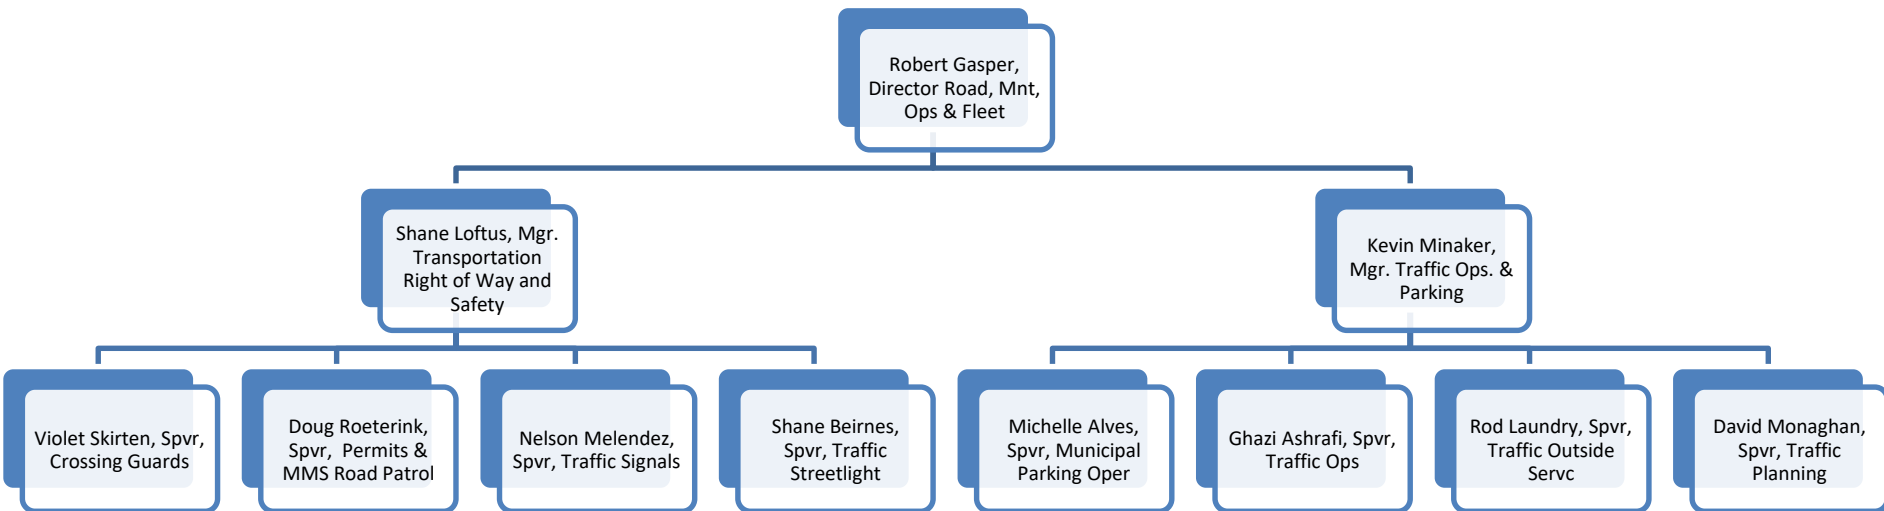 Robert Gasper,
Director Road, Mnt,
Ops & Fleet
Shane Loftus, Mgr.
Transportation
Right of Way and
Safety
Kevin Minaker,
Mgr. Traffic Ops. &
Parking
Violet Skirten, Spvr,
Crossing Guards
Doug Roeterink,
Spvr, Permits &
MMS Road Patrol
Nelson Melendez,
Spvr, Traffic Signals
Shane Beirnes,
Spvr, Traffic
Streetlight
Michelle Alves,
Spvr, Municipal
Parking Oper
Ghazi Ashrafi, Spvr,
Traffic Ops
Rod Laundry, Spvr,
Traffic Outside
Servc
David Monaghan,
Spvr, Traffic
Planning